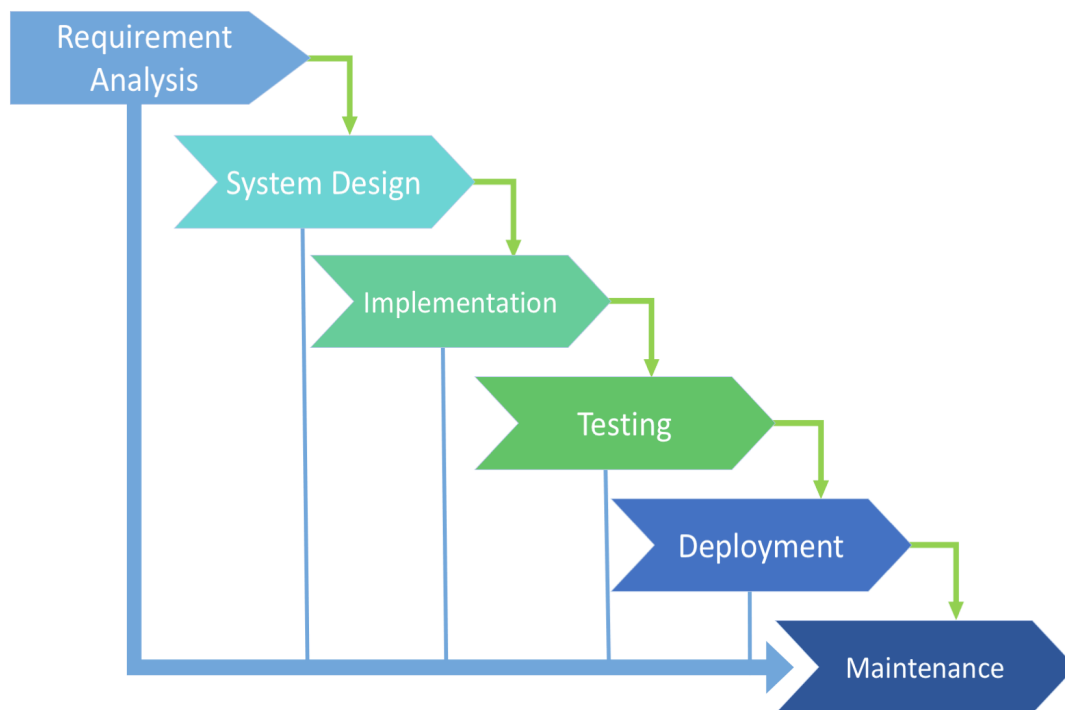 Requirement
Analysis
System Design
Implementation
Testing
Deployment
Maintenance